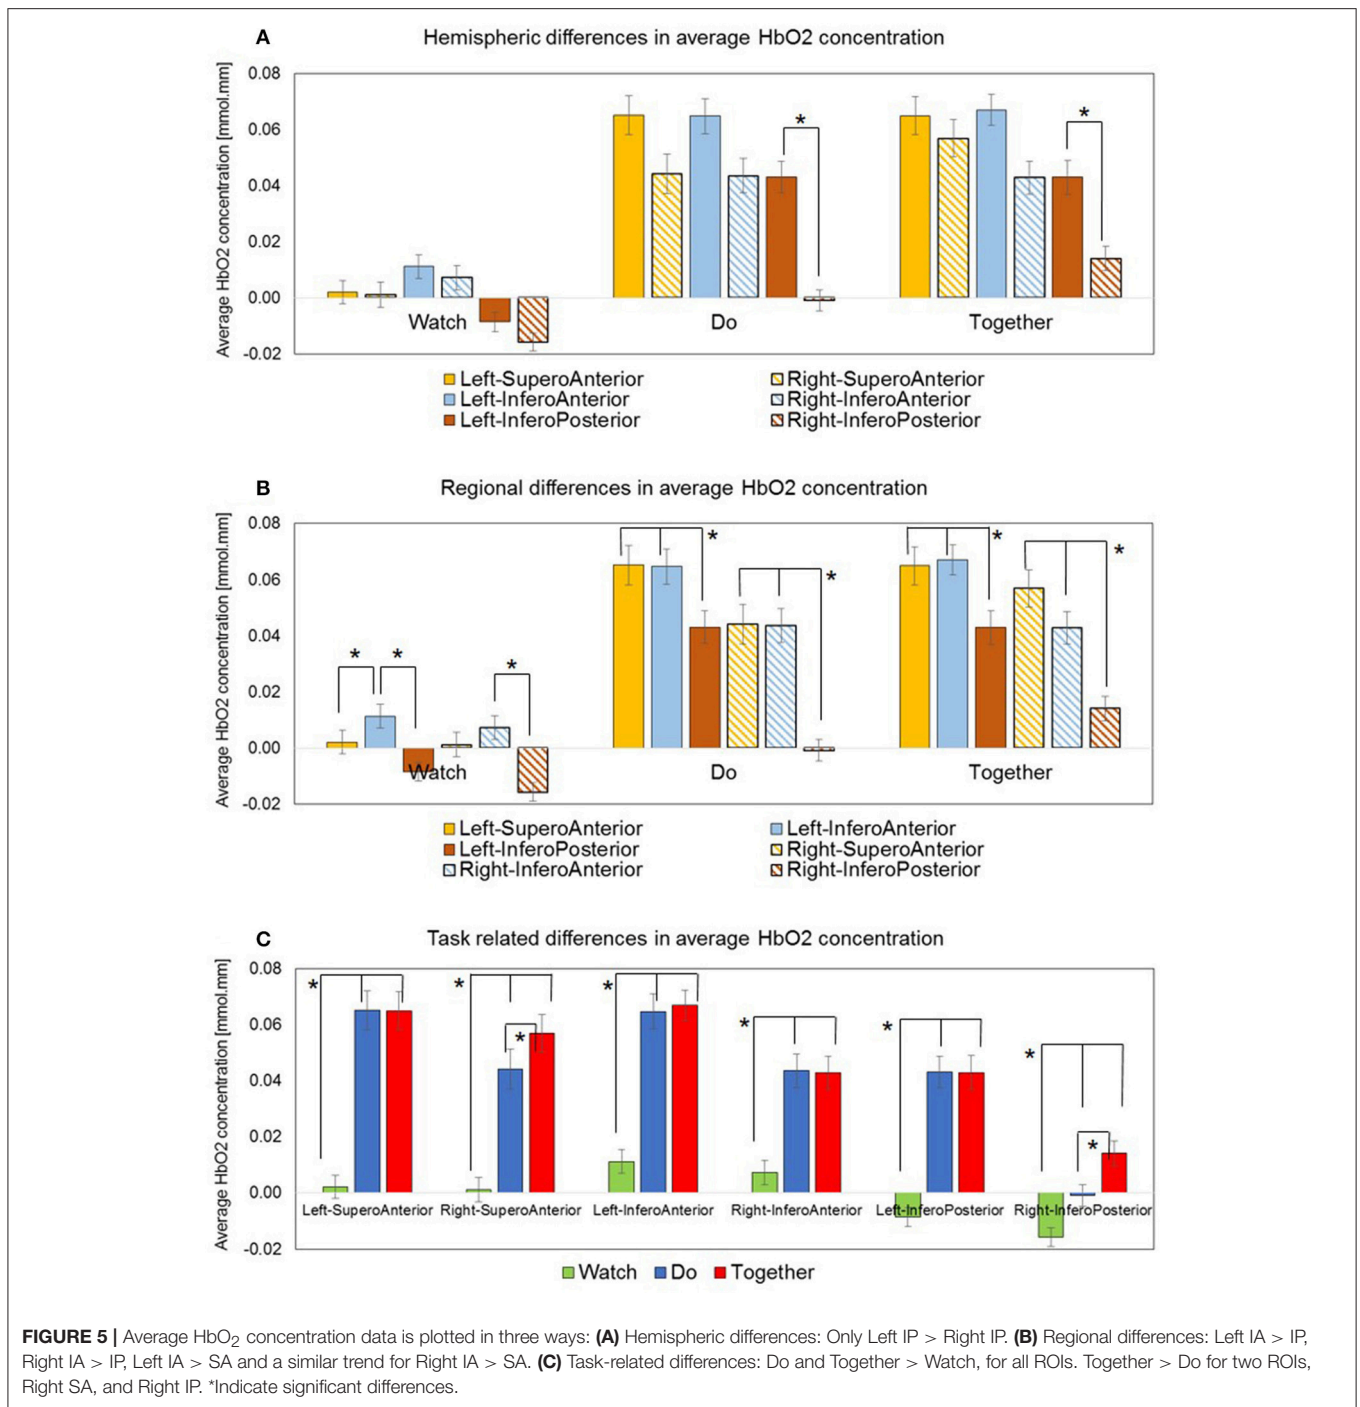 A Hemispheric differences in average HbO2 concentration
Average HbO2 concentration [mmol.mm]
0.08
0.06
0.04
0.02
0.00
-0.02
* *
Watch Do Together
Left-SuperoAnterior Right-SuperoAnterior
Left-InferoAnterior Right-InferoAnterior
Left-InferoPosterior Right-InferoPosterior
B Regional differences in average HbO2 concentration
Average HbO2 concentration [mmol.mm]
0.08
0.06
0.04
0.02
0.00
-0.02
* * * * * * *
Watch Do Together
Left-SuperoAnterior Left-InferoAnterior
Left-InferoPosterior Right-SuperoAnterior
Right-InferoAnterior Right-InferoPosterior
C Task related differences in average HbO2 concentration
Average HbO2 concentration [mmol.mm]
0.08
0.06
0.04
0.02
0.00
-0.02
* * * * * * * *
Left-SuperoAnterior Right-SuperoAnterior Left-InferoAnterior Right-InferoAnterior Left-InferoPosterior Right-InferoPosterior
Watch Do Together
FIGURE 5 | Average HbO2 concentration data is plotted in three ways: (A) Hemispheric differences: Only Left IP > Right IP. (B) Regional differences: Left IA > IP,
Right IA > IP, Left IA > SA and a similar trend for Right IA > SA. (C) Task-related differences: Do and Together > Watch, for all ROIs. Together > Do for two ROIs,
Right SA, and Right IP. *Indicate significant differences.